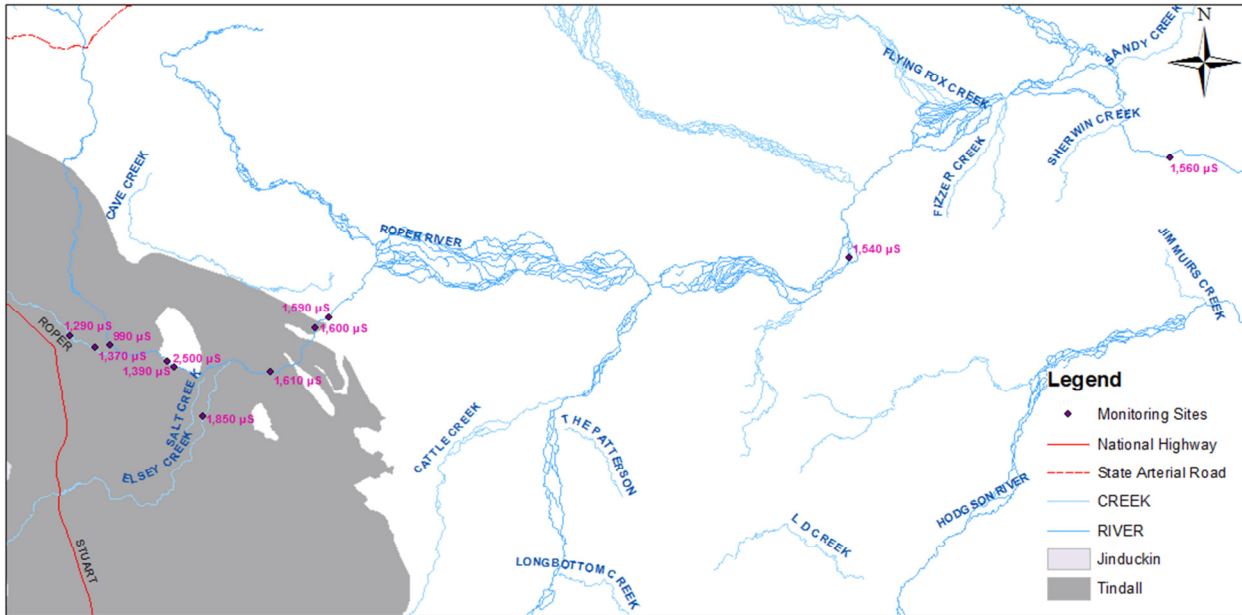 N
SANDY CREEK
FLYING FOX CREEK
SHERWIN CREEK
1,560 µS
FIZZER CREEK
CAVE CREEK
ROPER RIVER
1,540 µS
JIM MUIRS CREEK
1,590 µS
1,600 µS
1,290 µS
ROPER
990 µS
1,370 µS
2,500 µS
1,390 µS
1,610 µS
SALT CREEK
1,850 µS
ELSEY CREEK
CATTLE CREEK
THE PATTERSON
HODGSON RIVER
L D CREEK
STUART
LONGBOTTOM CREEK
Legend
Monitoring Sites
National Highway
State Arterial Road
CREEK
RIVER
Jinduckin
Tindall